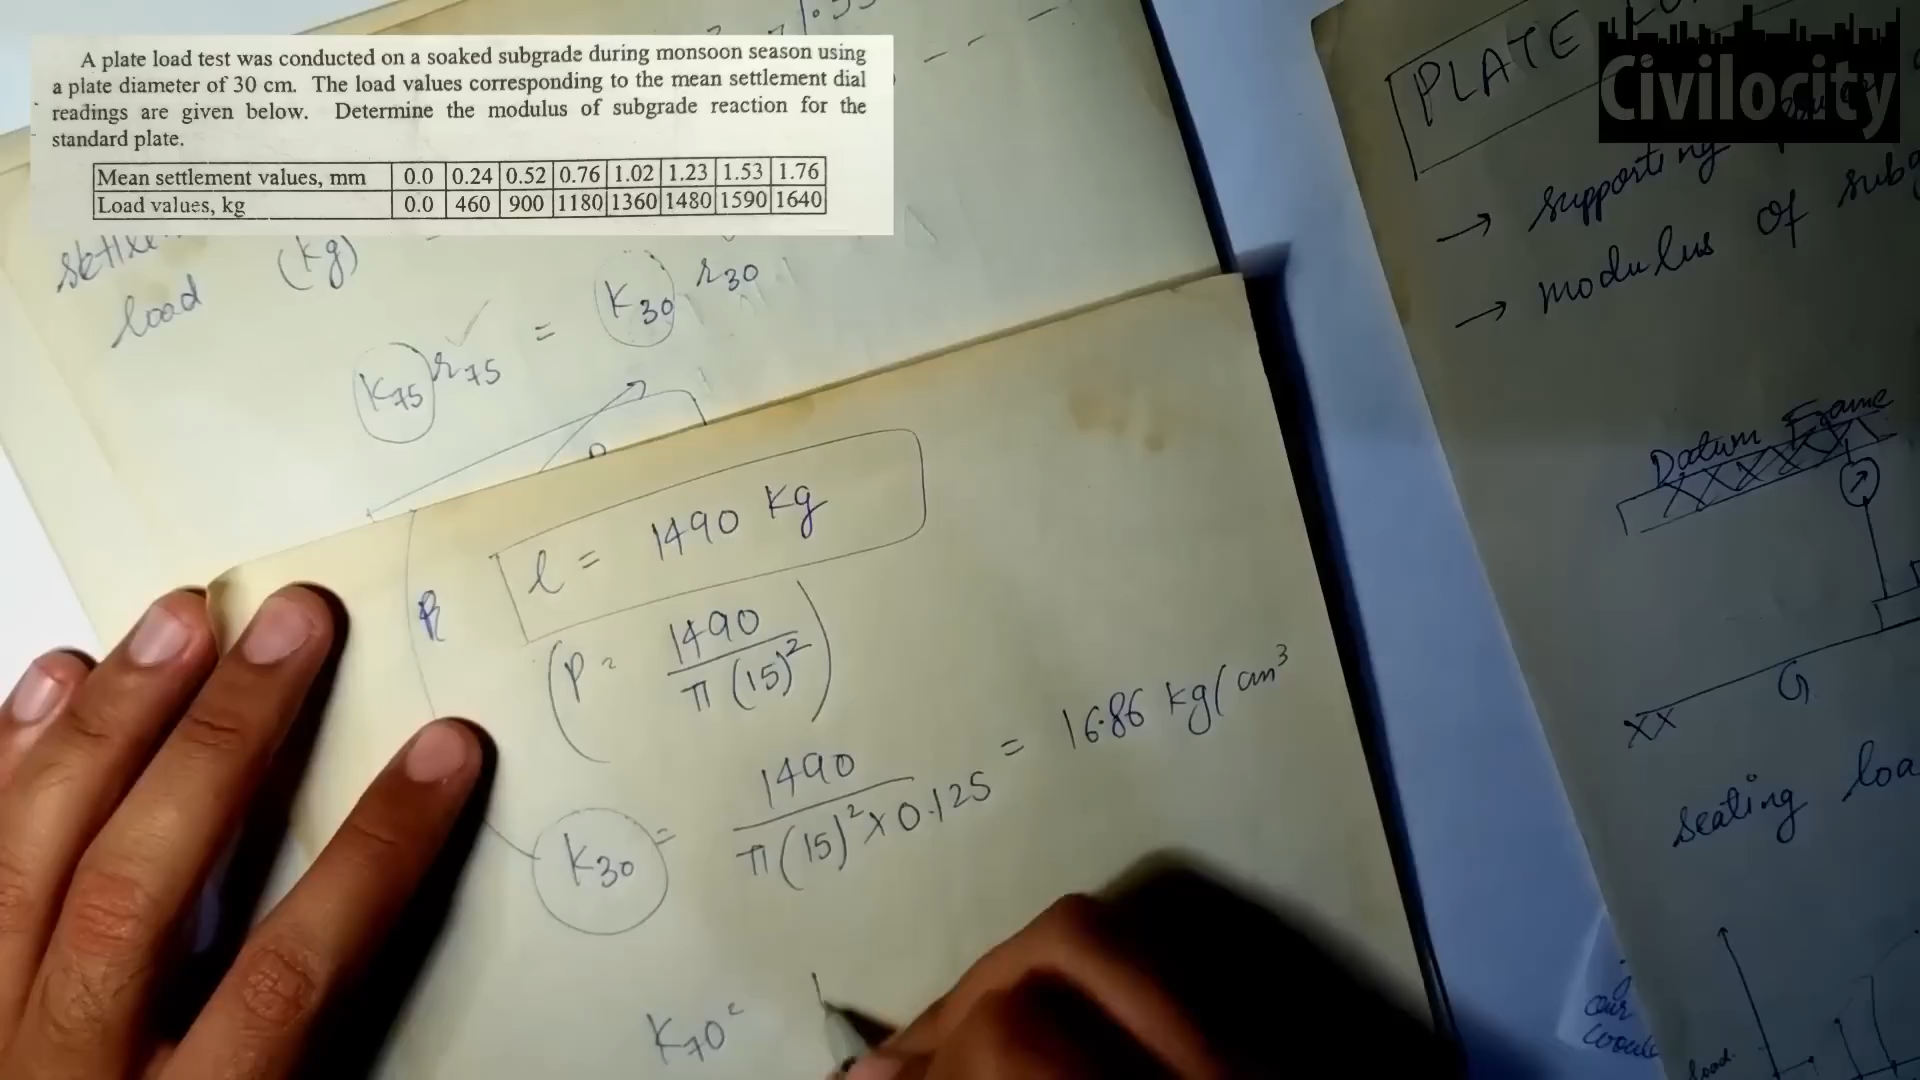 A plate load test was conducted on a soaked subgrade during monsoon season using
a plate diameter of 30 cm. The load values corresponding to the mean settlement dial
readings are given below. Determine the modulus of subgrade reaction for the
standard plate.
Mean settlement values, mm 0.0 0.24 0.52 0.76 1.02 1.23 1.53 1.76
Load values, kg 0.0 460 900 1180 1360 1480 1590 1640
load (kg)
K75 r75 = K30 r30
l = 1490 kg
P = 1490 / π (15)²
K30 = 1490 / π (15)² × 0.125 = 16.86 kg/cm³
K70 =
PLATE
Civilocity
→ supporting
→ modulus of
Datum Frame
G
XX
seating
our
would
load